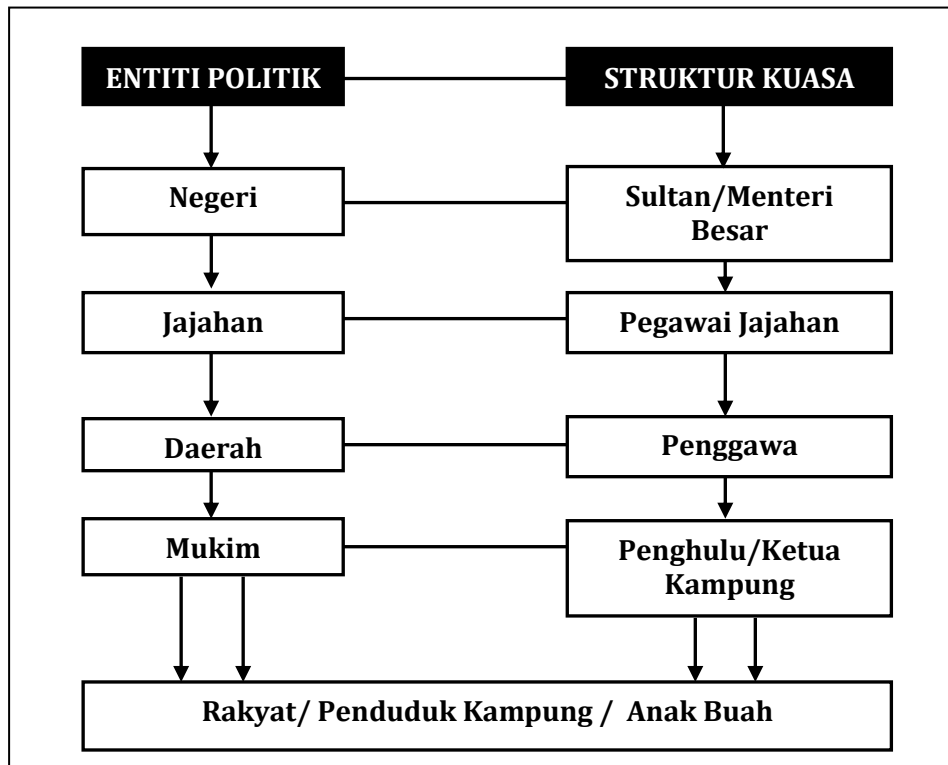 ENTITI POLITIK
STRUKTUR KUASA
Negeri
Sultan/Menteri
Besar
Jajahan
Pegawai Jajahan
Daerah
Penggawa
Mukim
Penghulu/Ketua
Kampung
Rakyat/ Penduduk Kampung / Anak Buah